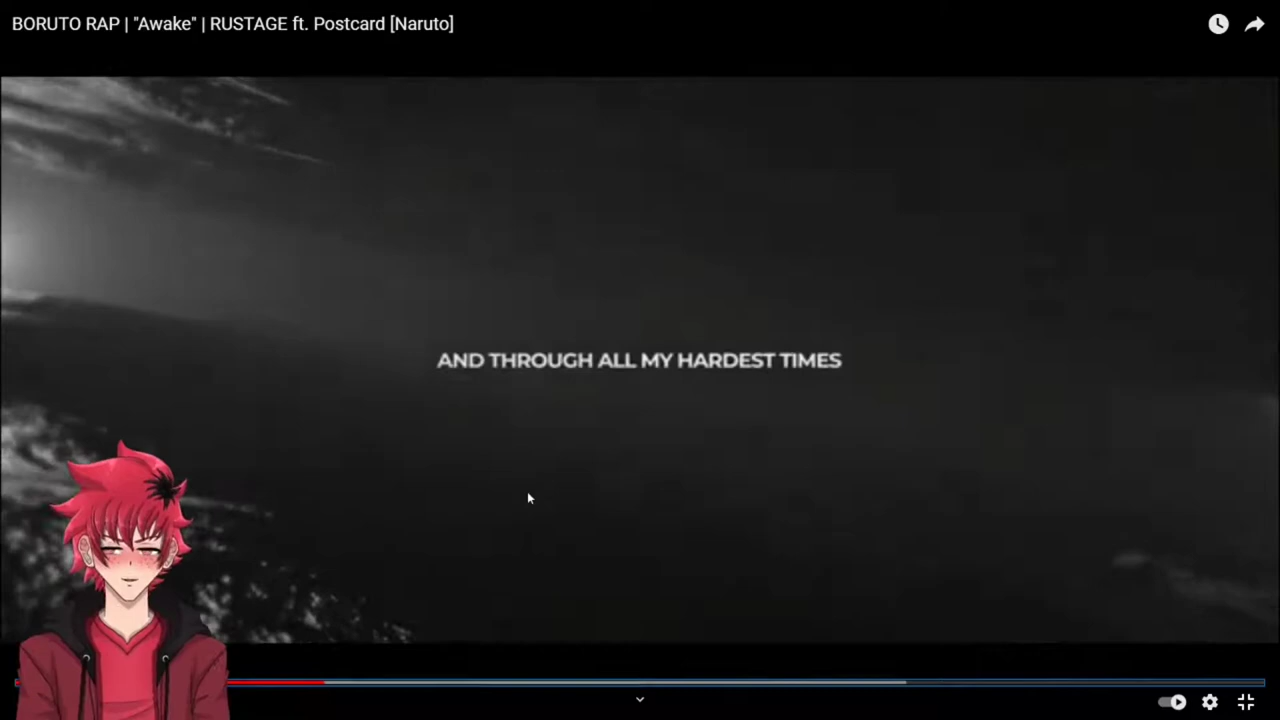 BORUTO RAP | "Awake" | RUSTAGE ft. Postcard [Naruto]
AND THROUGH ALL MY HARDEST TIMES